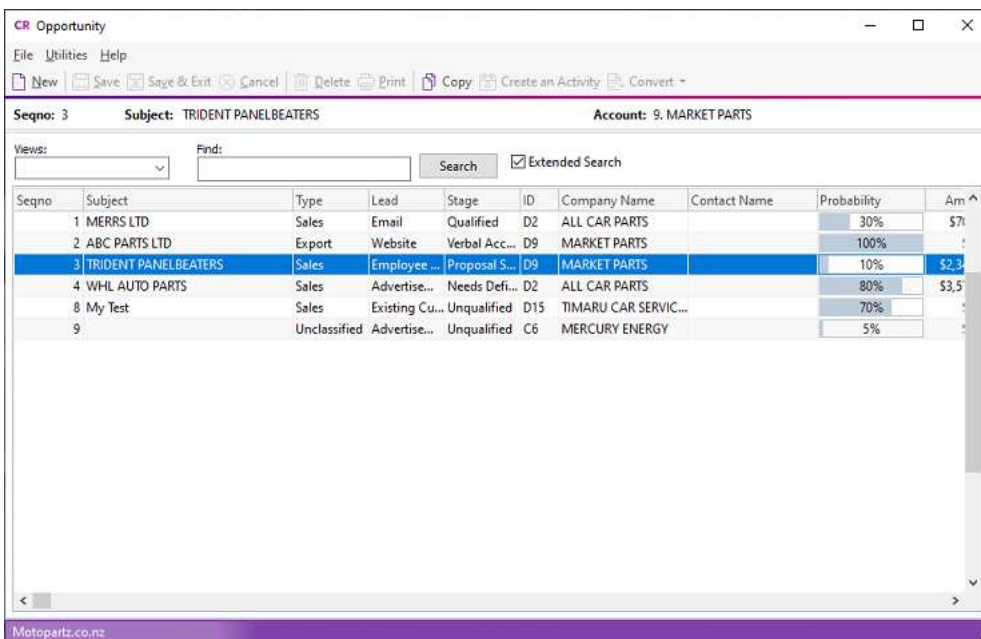 CR Opportunity
File Utilities Help
New Save Save & Exit Cancel Delete Print Copy Create an Activity Convert
Seqno: 3 Subject: TRIDENT PANELBEATERS Account: 9. MARKET PARTS
Views: Find:
Search Extended Search
Seqno Subject Type Lead Stage ID Company Name Contact Name Probability Am
1 MERRS LTD Sales Email Qualified D2 ALL CAR PARTS 30%
2 ABC PARTS LTD Export Website Verbal Acc... D9 MARKET PARTS 100%
3 TRIDENT PANELBEATERS Sales Employee ... Proposal S... D9 MARKET PARTS 10%
4 WHL AUTO PARTS Sales Advertise... Needs Defi... D2 ALL CAR PARTS 80%
8 My Test Sales Existing Cu... Unqualified D15 TIMARU CAR SERVIC... 70%
9 Unclassified Advertise... Unqualified C6 MERCURY ENERGY 5%
Motopartz.co.nz